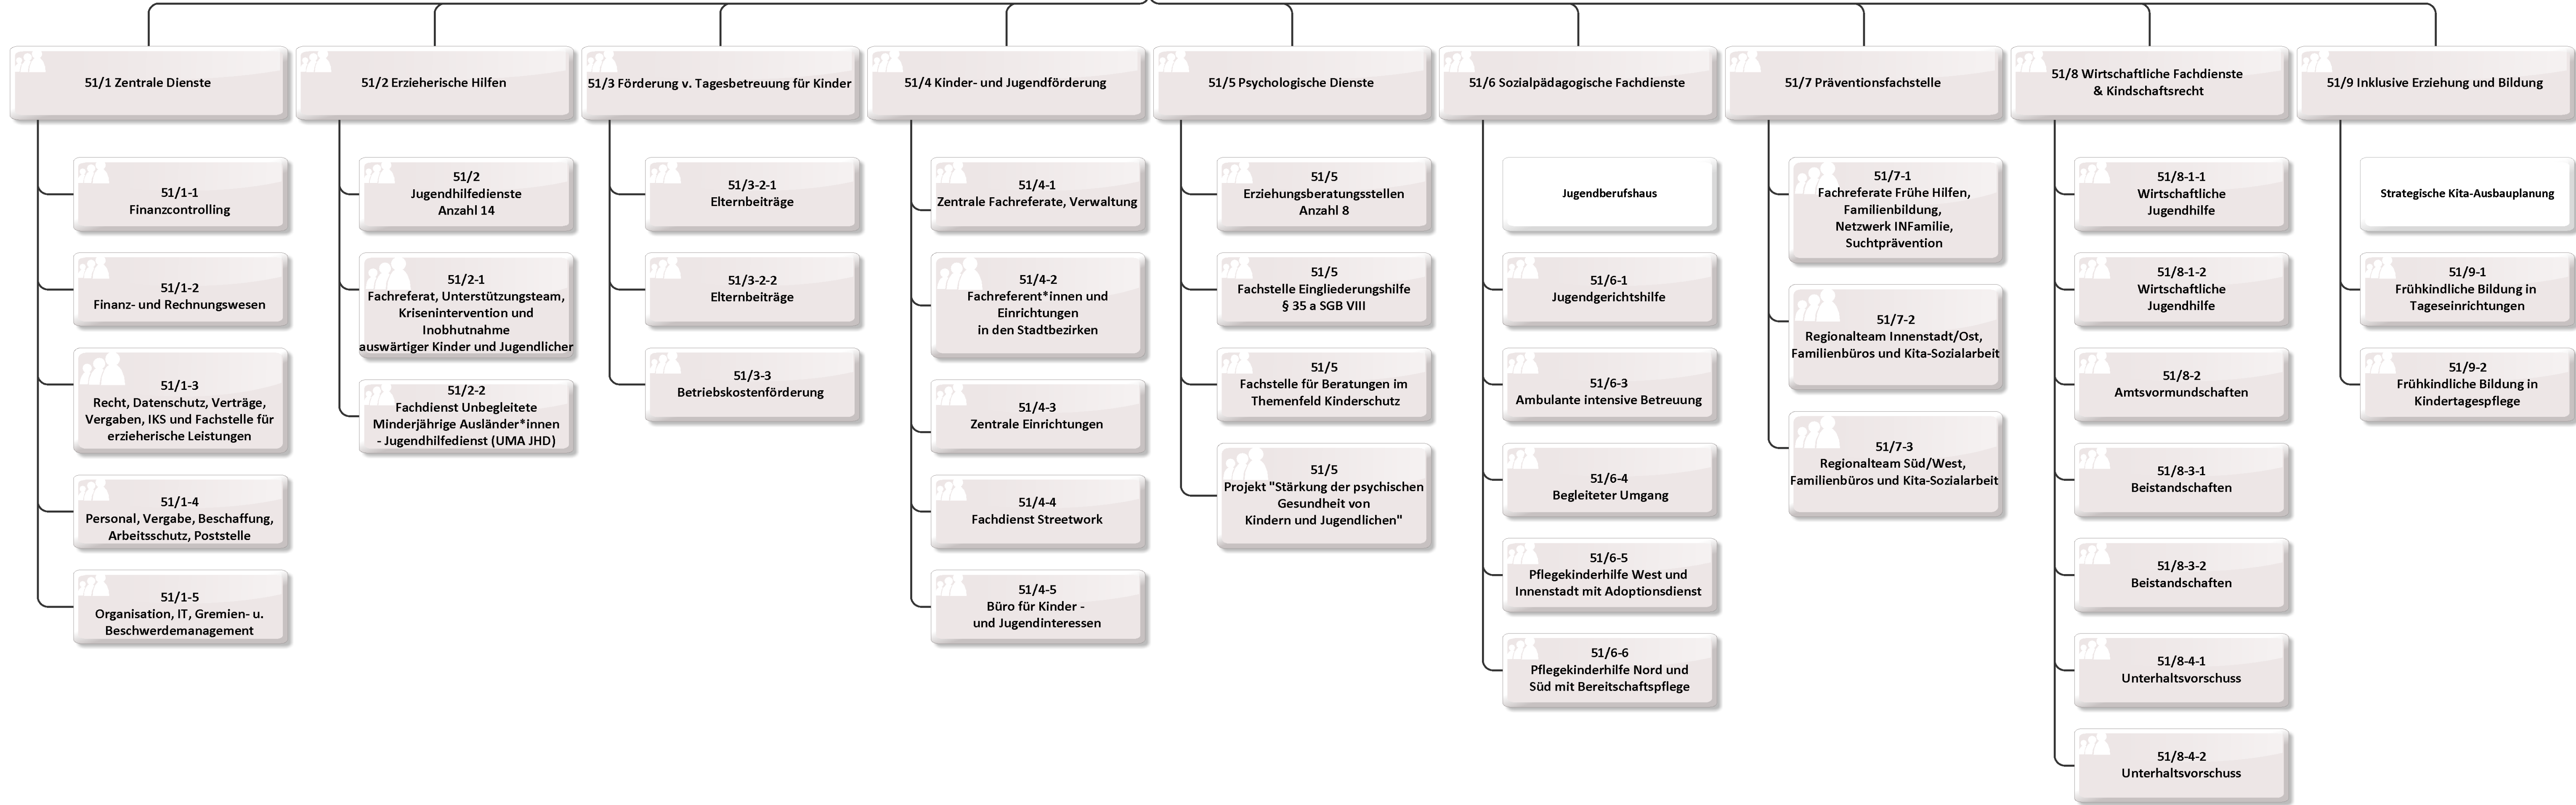 51/1 Zentrale Dienste
51/1-1
Finanzcontrolling
51/1-2
Finanz- und Rechnungswesen
51/1-3
Recht, Datenschutz, Verträge,
Vergaben, IKS und Fachstelle für
erzieherische Leistungen
51/1-4
Personal, Vergabe, Beschaffung,
Arbeitsschutz, Poststelle
51/1-5
Organisation, IT, Gremien- u.
Beschwerdemanagement
51/2 Erzieherische Hilfen
51/2
Jugendhilfedienste
Anzahl 14
51/2-1
Fachreferat, Unterstützungsteam,
Krisenintervention und
Inobhutnahme
auswärtiger Kinder und Jugendlicher
51/2-2
Fachdienst Unbegleitete
Minderjährige Ausländer*innen
- Jugendhilfedienst (UMA JHD)
51/3 Förderung v. Tagesbetreuung für Kinder
51/3-2-1
Elternbeiträge
51/3-2-2
Elternbeiträge
51/3-3
Betriebskostenförderung
51/4 Kinder- und Jugendförderung
51/4-1
Zentrale Fachreferate, Verwaltung
51/4-2
Fachreferent*innen und
Einrichtungen
in den Stadtbezirken
51/4-3
Zentrale Einrichtungen
51/4-4
Fachdienst Streetwork
51/4-5
Büro für Kinder -
und Jugendinteressen
51/5 Psychologische Dienste
51/5
Erziehungsberatungsstellen
Anzahl 8
51/5
Fachstelle Eingliederungshilfe
§ 35 a SGB VIII
51/5
Fachstelle für Beratungen im
Themenfeld Kinderschutz
51/5
Projekt "Stärkung der psychischen
Gesundheit von
Kindern und Jugendlichen"
51/6 Sozialpädagogische Fachdienste
Jugendberufshaus
51/6-1
Jugendgerichtshilfe
51/6-3
Ambulante intensive Betreuung
51/6-4
Begleiteter Umgang
51/6-5
Pflegekinderhilfe West und
Innenstadt mit Adoptionsdienst
51/6-6
Pflegekinderhilfe Nord und
Süd mit Bereitschaftspflege
51/7 Präventionsfachstelle
51/7-1
Fachreferate Frühe Hilfen,
Familienbildung,
Netzwerk INFamilie,
Suchtprävention
51/7-2
Regionalteam Innenstadt/Ost,
Familienbüros und Kita-Sozialarbeit
51/7-3
Regionalteam Süd/West,
Familienbüros und Kita-Sozialarbeit
51/8 Wirtschaftliche Fachdienste
& Kindschaftsrecht
51/8-1-1
Wirtschaftliche
Jugendhilfe
51/8-1-2
Wirtschaftliche
Jugendhilfe
51/8-2
Amtsvormundschaften
51/8-3-1
Beistandschaften
51/8-3-2
Beistandschaften
51/8-4-1
Unterhaltsvorschuss
51/8-4-2
Unterhaltsvorschuss
51/9 Inklusive Erziehung und Bildung
Strategische Kita-Ausbauplanung
51/9-1
Frühkindliche Bildung in
Tageseinrichtungen
51/9-2
Frühkindliche Bildung in
Kindertagespflege